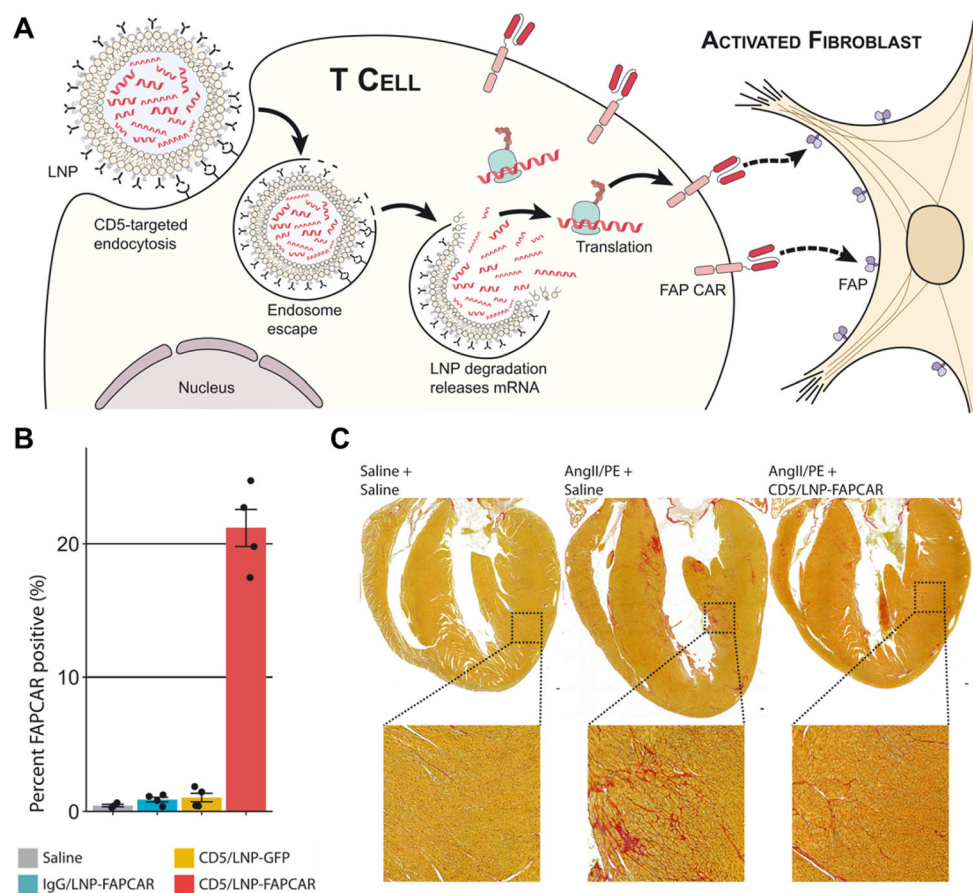 A
T CELL
ACTIVATED FIBROBLAST
LNP
CD5-targeted
endocytosis
Endosome
escape
LNP degradation
releases mRNA
Translation
FAP CAR
FAP
Nucleus
B
Percent FAPCAR positive (%)
20
10
0
Saline
IgG/LNP-FAPCAR
CD5/LNP-GFP
CD5/LNP-FAPCAR
C
Saline +
Saline
AngII/PE +
Saline
AngII/PE +
CD5/LNP-FAPCAR